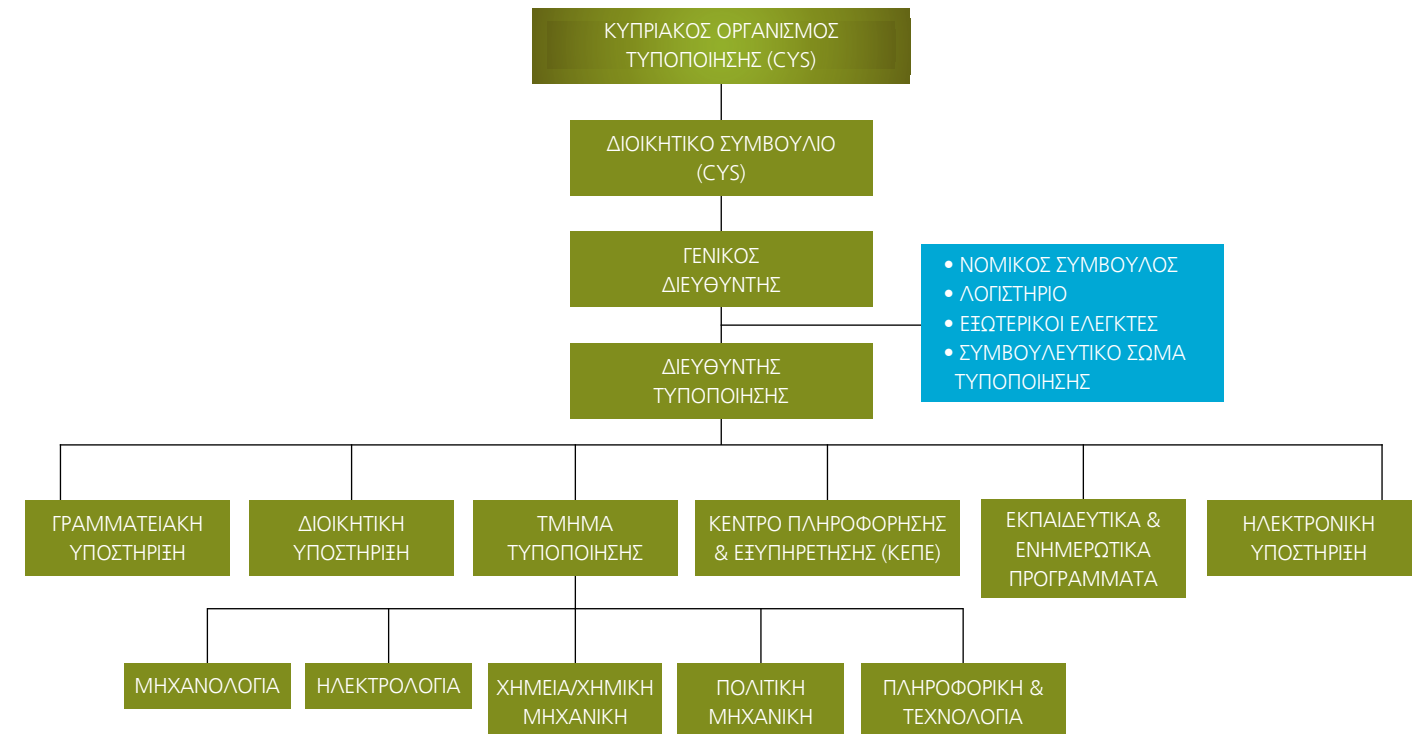 ΚΥΠΡΙΑΚΟΣ ΟΡΓΑΝΙΣΜΟΣ
ΤΥΠΟΠΟΙΗΣΗΣ (CYS)
ΔΙΟΙΚΗΤΙΚΟ ΣΥΜΒΟΥΛΙΟ
(CYS)
ΓΕΝΙΚΟΣ
ΔΙΕΥΘΥΝΤΗΣ
• ΝΟΜΙΚΟΣ ΣΥΜΒΟΥΛΟΣ
• ΛΟΓΙΣΤΗΡΙΟ
• ΕΞΩΤΕΡΙΚΟΙ ΕΛΕΓΚΤΕΣ
• ΣΥΜΒΟΥΛΕΥΤΙΚΟ ΣΩΜΑ
ΤΥΠΟΠΟΙΗΣΗΣ
ΔΙΕΥΘΥΝΤΗΣ
ΤΥΠΟΠΟΙΗΣΗΣ
ΓΡΑΜΜΑΤΕΙΑΚΗ
ΥΠΟΣΤΗΡΙΞΗ
ΔΙΟΙΚΗΤΙΚΗ
ΥΠΟΣΤΗΡΙΞΗ
ΤΜΗΜΑ
ΤΥΠΟΠΟΙΗΣΗΣ
ΚΕΝΤΡΟ ΠΛΗΡΟΦΟΡΗΣΗΣ
& ΕΞΥΠΗΡΕΤΗΣΗΣ (ΚΕΠΕ)
ΕΚΠΑΙΔΕΥΤΙΚΑ &
ΕΝΗΜΕΡΩΤΙΚΑ
ΠΡΟΓΡΑΜΜΑΤΑ
ΗΛΕΚΤΡΟΝΙΚΗ
ΥΠΟΣΤΗΡΙΞΗ
ΜΗΧΑΝΟΛΟΓΙΑ
ΗΛΕΚΤΡΟΛΟΓΙΑ
ΧΗΜΕΙΑ/ΧΗΜΙΚΗ
ΜΗΧΑΝΙΚΗ
ΠΟΛΙΤΙΚΗ
ΜΗΧΑΝΙΚΗ
ΠΛΗΡΟΦΟΡΙΚΗ &
ΤΕΧΝΟΛΟΓΙΑ